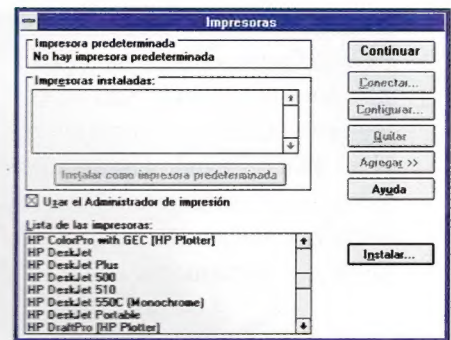 Impresoras
Impresora predeterminada
No hay impresora predeterminada
Impresoras instaladas:
Instalar como impresora predeterminada
Usar el Administrador de impresión
Lista de las impresoras:
HP ColorPro with GEC [HP Plotter]
HP DeskJet
HP DeskJet Plus
HP DeskJet 500
HP DeskJet 510
HP DeskJet 550C (Monochrome)
HP DeskJet Portable
HP DraftPro [HP Plotter]
Continuar
Conectar...
Configurar...
Quitar
Agregar >>
Ayuda
Instalar...